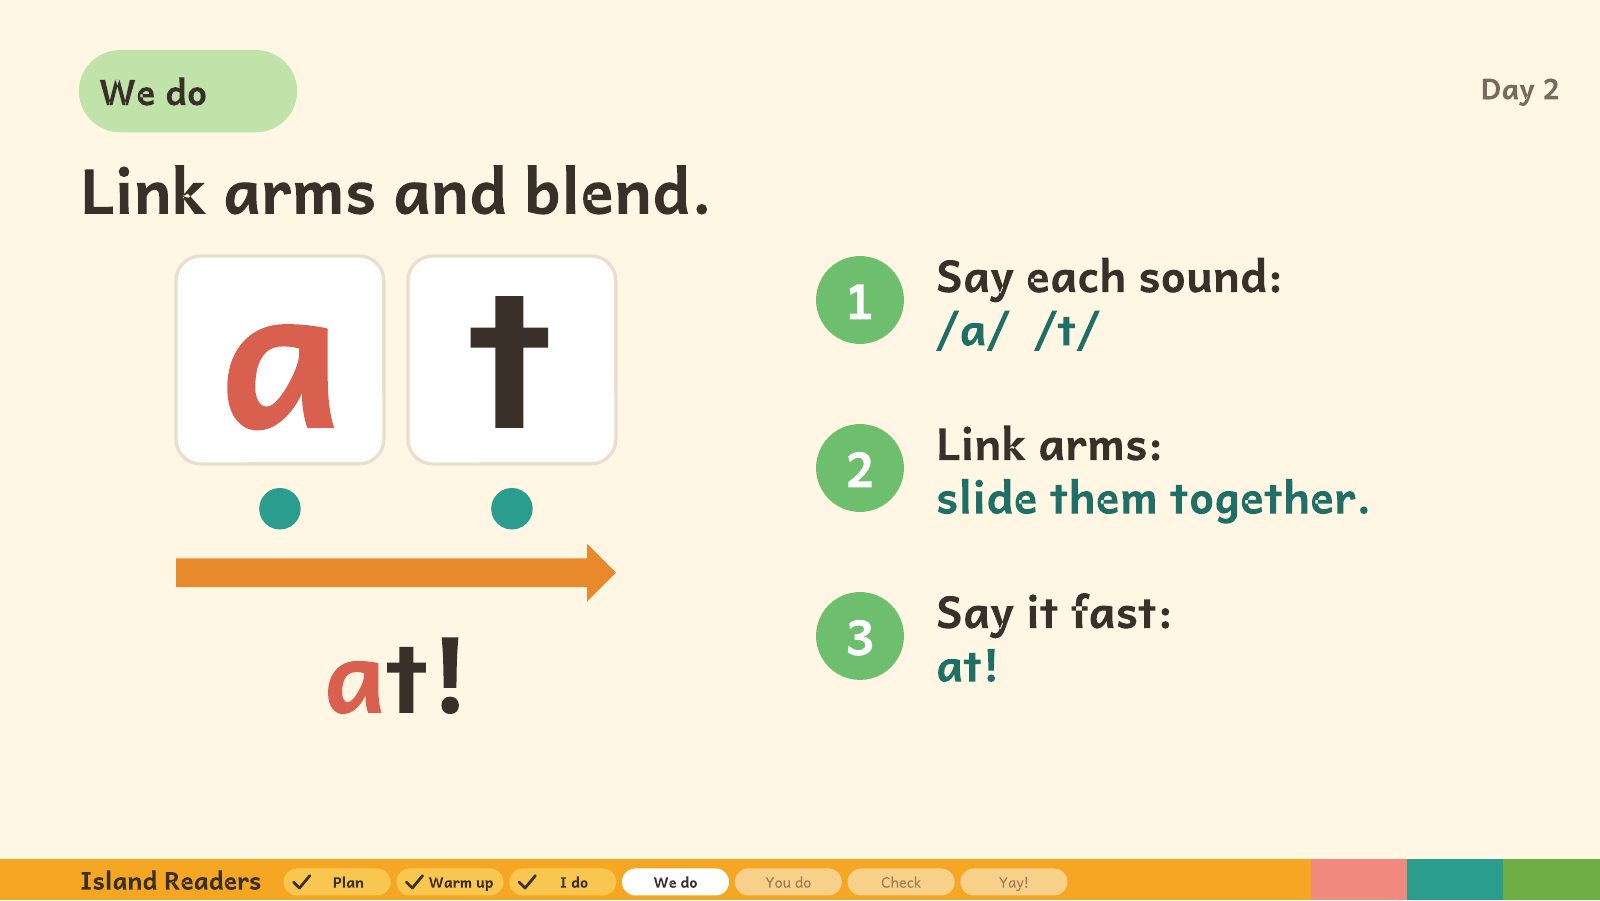 We do
Day 2
Link arms and blend.
a t
at!
1
Say each sound:
/a/ /t/
2
Link arms:
slide them together.
3
Say it fast:
at!
Island Readers
Plan
Warm up
I do
We do
You do
Check
Yay!